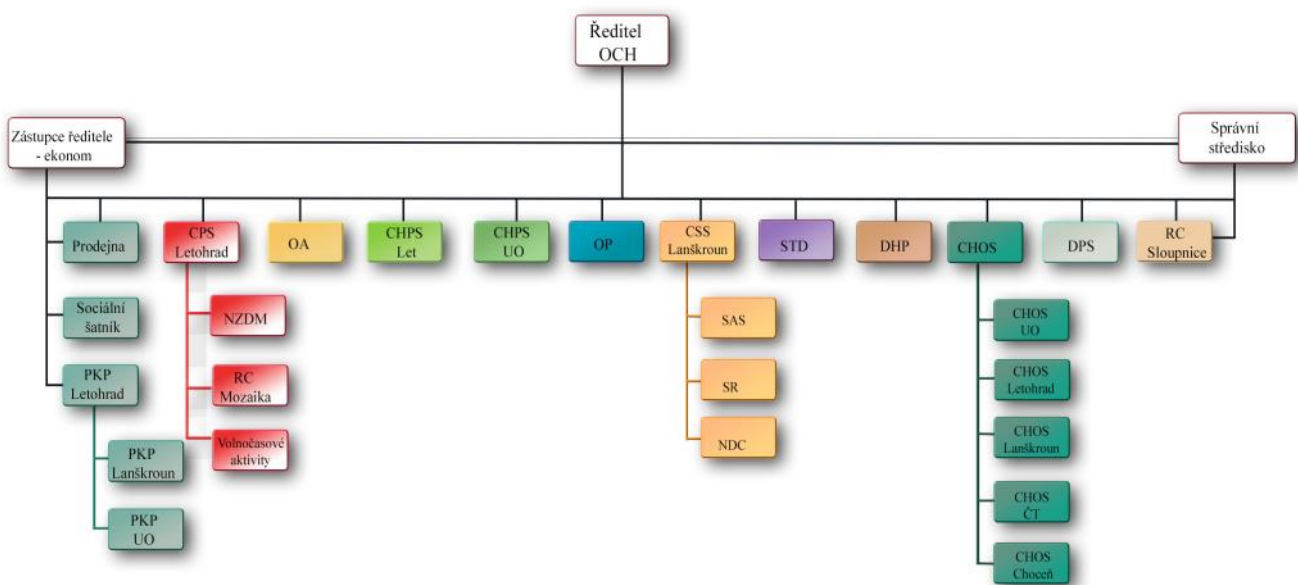 Ředitel
OCH
Zástupce ředitele
- ekonom
Správní
středisko
Prodejna
CPS
Letohrad
OA
CHPS
Let
CHPS
UO
OP
CSS
Lanškroun
STD
DHP
CHOS
DPS
RC
Sloupnice
Sociální
šatník
PKP
Letohrad
PKP
Lanškroun
PKP
UO
NZDM
RC
Mozaika
Volnočasové
aktivity
SAS
SR
NDC
CHOS
UO
CHOS
Letohrad
CHOS
Lanškroun
CHOS
ČT
CHOS
Choceň